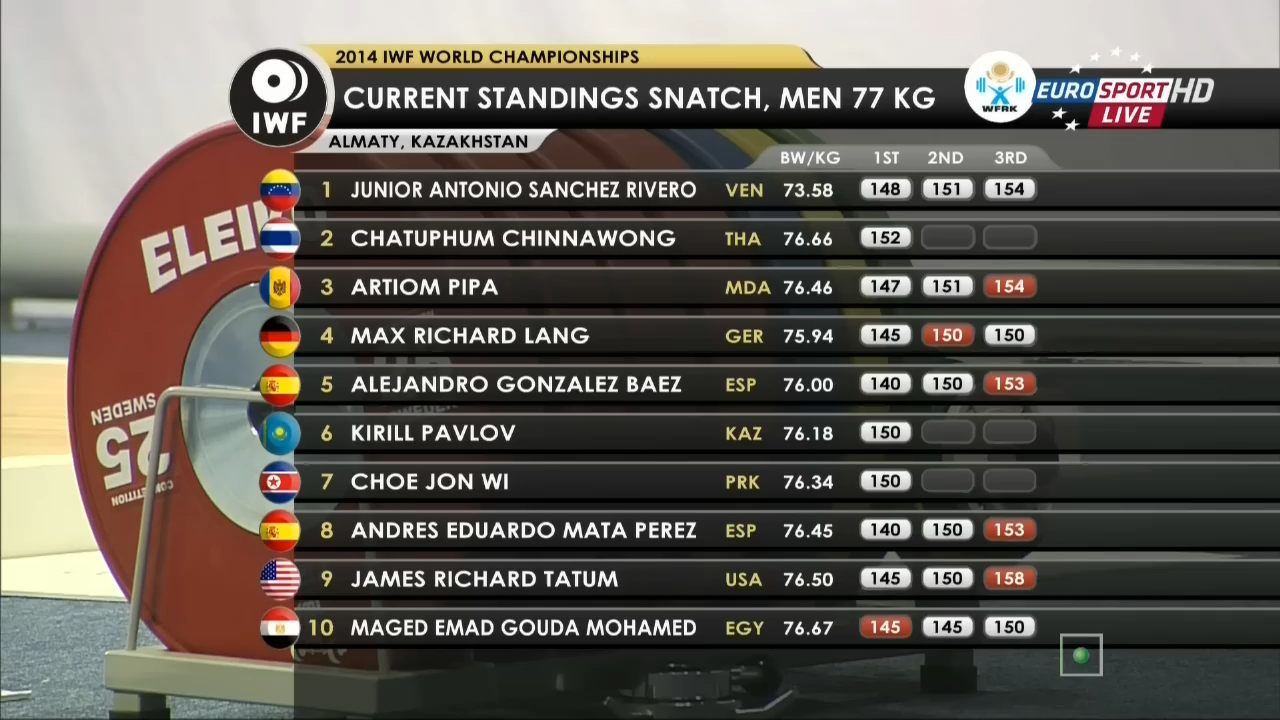 2014 IWF WORLD CHAMPIONSHIPS
IWF
CURRENT STANDINGS SNATCH, MEN 77 KG
WFRK
EUROSPORT HD
LIVE
ALMATY, KAZAKHSTAN
BW/KG 1ST 2ND 3RD
1 JUNIOR ANTONIO SANCHEZ RIVERO VEN 73.58 148 151 154
2 CHATUPHUM CHINNAWONG THA 76.66 152
3 ARTIOM PIPA MDA 76.46 147 151 154
4 MAX RICHARD LANG GER 75.94 145 150 150
5 ALEJANDRO GONZALEZ BAEZ ESP 76.00 140 150 153
6 KIRILL PAVLOV KAZ 76.18 150
7 CHOE JON WI PRK 76.34 150
8 ANDRES EDUARDO MATA PEREZ ESP 76.45 140 150 153
9 JAMES RICHARD TATUM USA 76.50 145 150 158
10 MAGED EMAD GOUDA MOHAMED EGY 76.67 145 145 150
ELEIK
SWEDEN
25
COMPETITION